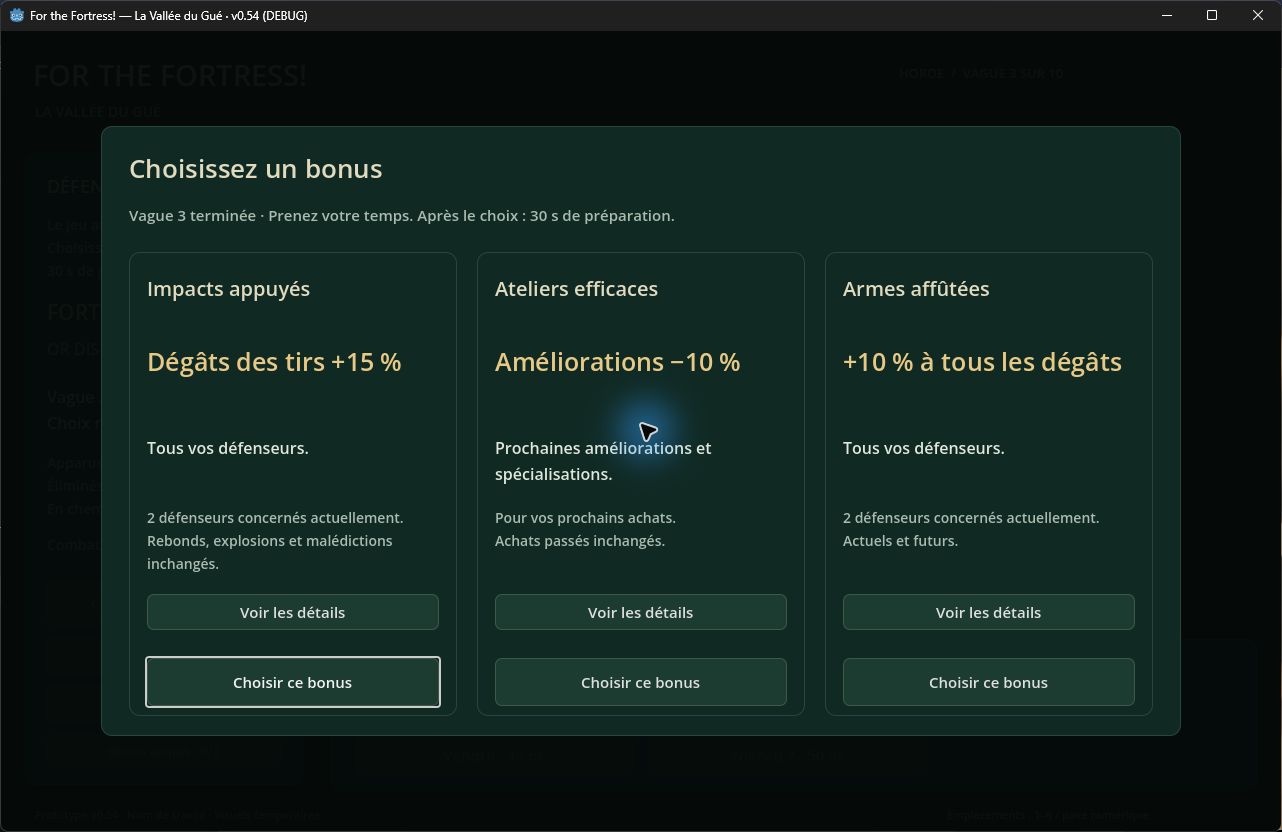 For the Fortress! — La Vallée du Gué · v0.54 (DEBUG)
FOR THE FORTRESS!
HORDE / VAGUE 3 SUR 10
LA VALLÉE DU GUÉ
Choisissez un bonus
Vague 3 terminée · Prenez votre temps. Après le choix : 30 s de préparation.
Impacts appuyés
Dégâts des tirs +15 %
Tous vos défenseurs.
2 défenseurs concernés actuellement.
Rebonds, explosions et malédictions
inchangés.
Voir les détails
Choisir ce bonus
Ateliers efficaces
Améliorations −10 %
Prochaines améliorations et
spécialisations.
Pour vos prochains achats.
Achats passés inchangés.
Voir les détails
Choisir ce bonus
Armes affûtées
+10 % à tous les dégâts
Tous vos défenseurs.
2 défenseurs concernés actuellement.
Actuels et futurs.
Voir les détails
Choisir ce bonus